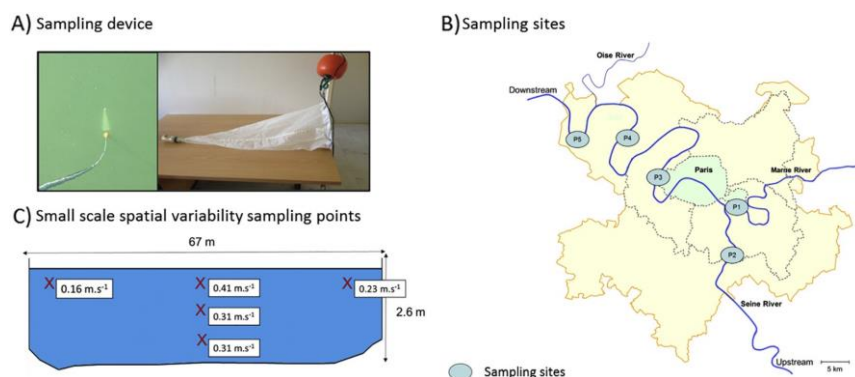 A) Sampling device
B) Sampling sites
Oise River
Downstream
P5
P4
Paris
Marne River
P3
P1
P2
Seine River
Upstream
5 km
Sampling sites
C) Small scale spatial variability sampling points
67 m
X 0.16 m.s-1
X 0.41 m.s-1
X 0.23 m.s-1
X 0.31 m.s-1
2.6 m
X 0.31 m.s-1